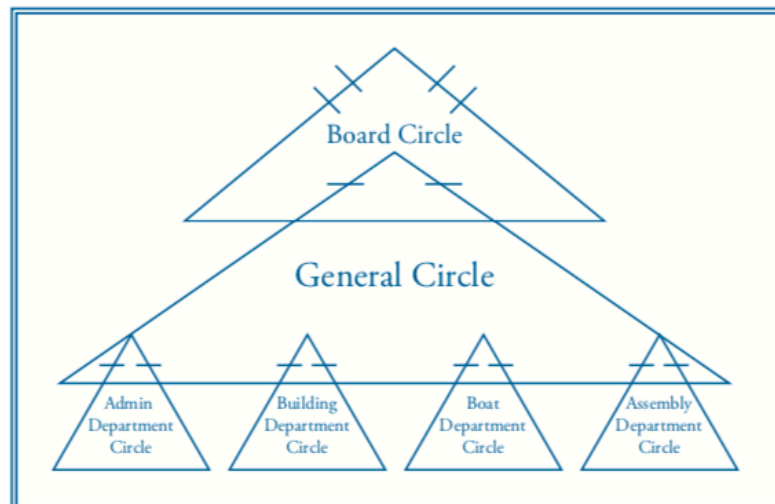 Board Circle
General Circle
Admin
Department
Circle
Building
Department
Circle
Boat
Department
Circle
Assembly
Department
Circle